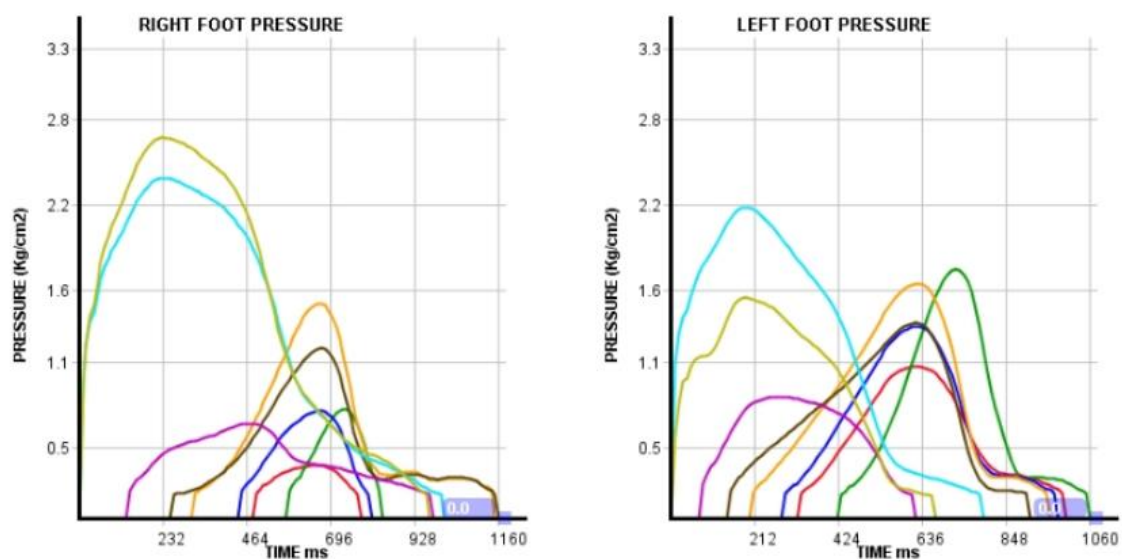 RIGHT FOOT PRESSURE
3.3
2.8
2.2
1.6
1.1
0.5
PRESSURE (Kg/cm2)
0.0
232 464 696 928 1160
TIME ms
LEFT FOOT PRESSURE
3.3
2.8
2.2
1.6
1.1
0.5
PRESSURE (Kg/cm2)
0.0
212 424 636 848 1060
TIME ms